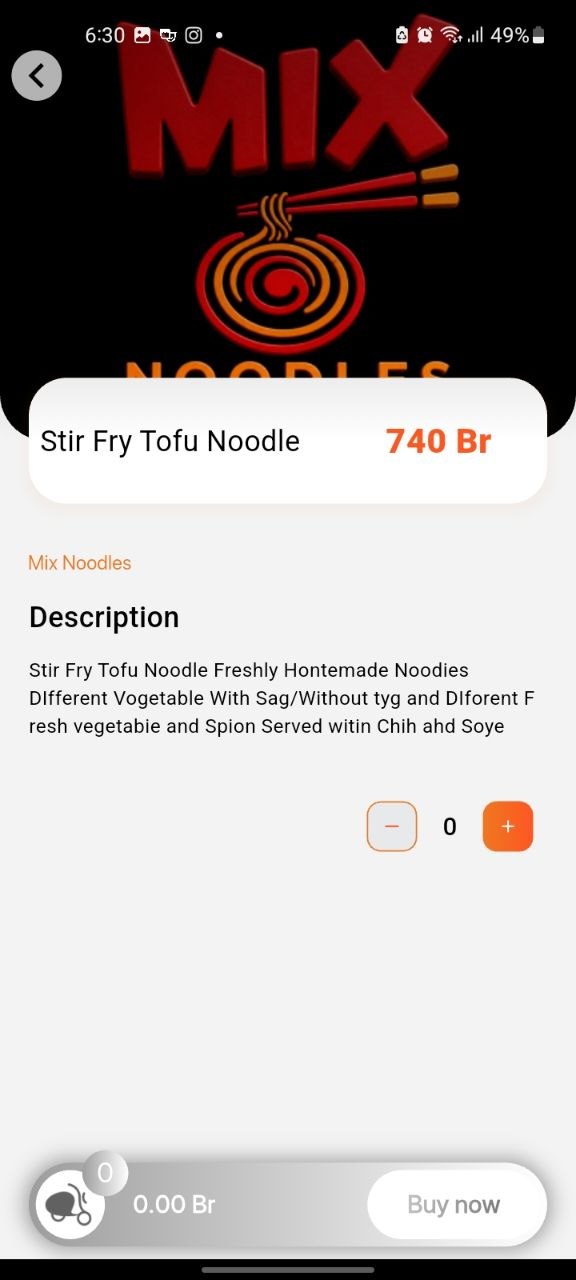 6:30
49%
MIX
NOODLES
Stir Fry Tofu Noodle
740 Br
Mix Noodles
Description
Stir Fry Tofu Noodle Freshly Hontemade Noodies
DIfferent Vogetable With Sag/Without tyg and DIforent F
resh vegetabie and Spion Served witin Chih ahd Soye
0
0
0.00 Br
Buy now